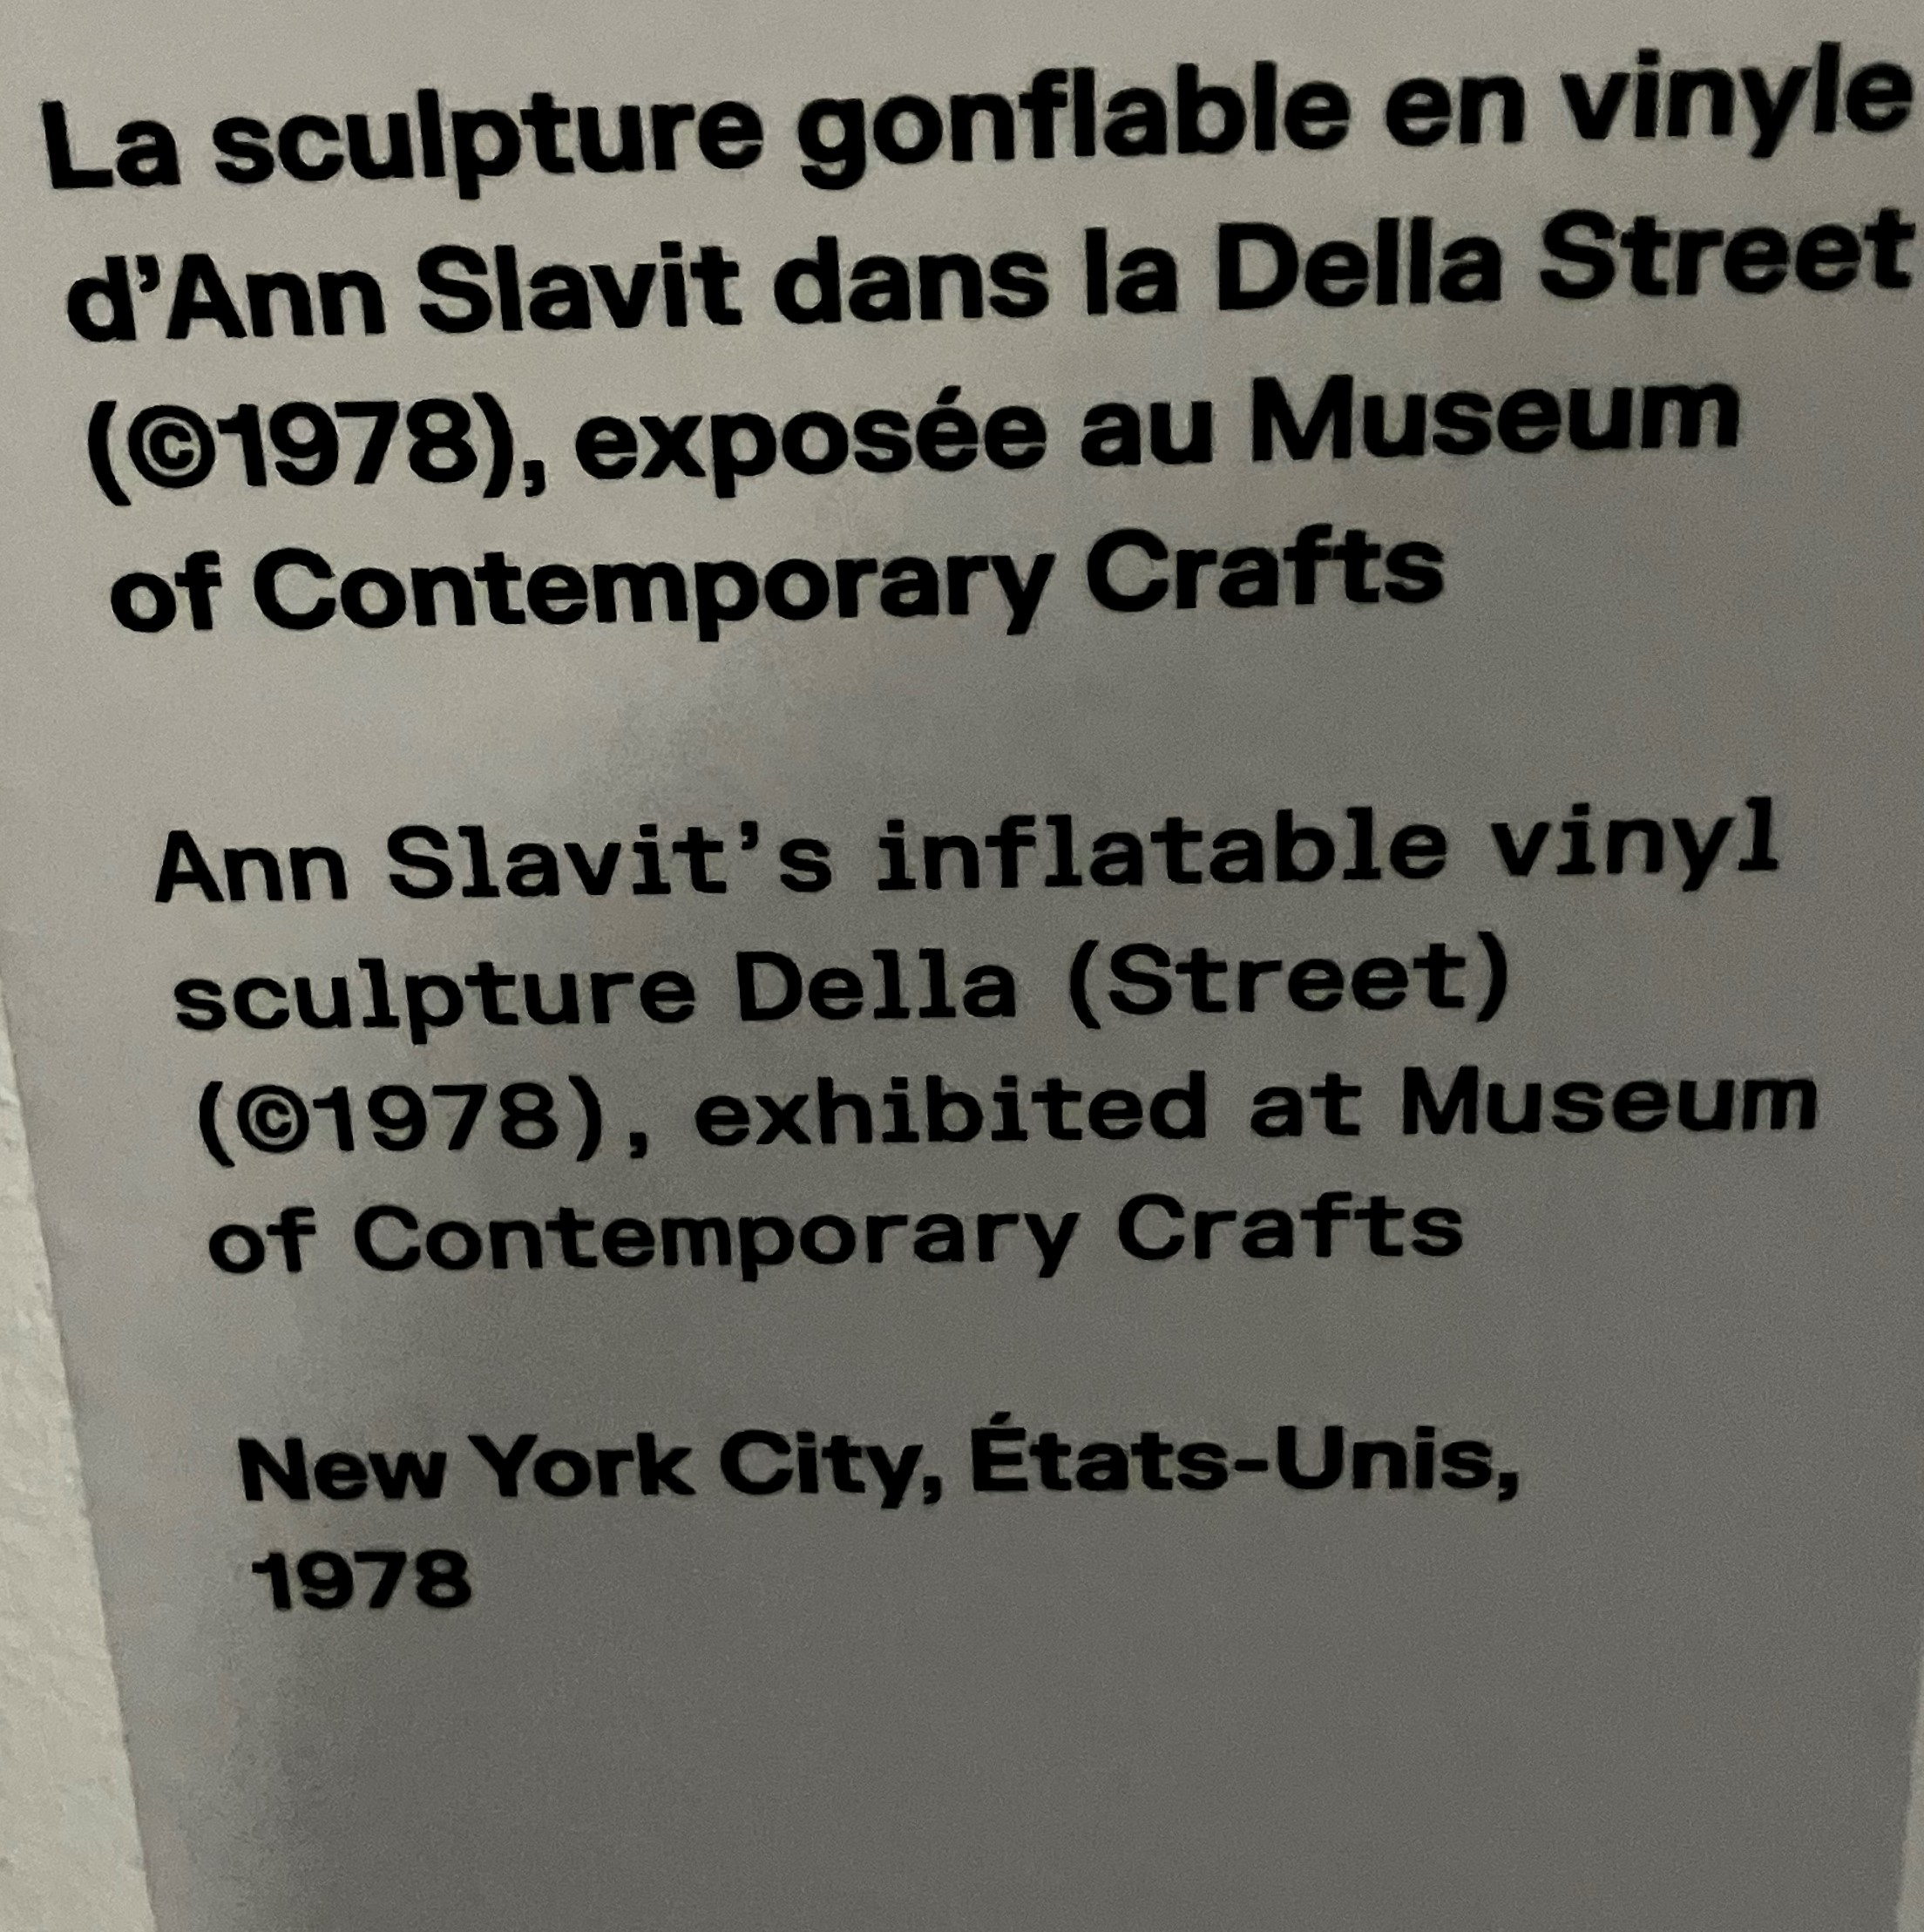 La sculpture gonflable en vinyle
d’Ann Slavit dans la Della Street
(©1978), exposée au Museum
of Contemporary Crafts
Ann Slavit’s inflatable vinyl
sculpture Della (Street)
(©1978), exhibited at Museum
of Contemporary Crafts
New York City, États-Unis,
1978